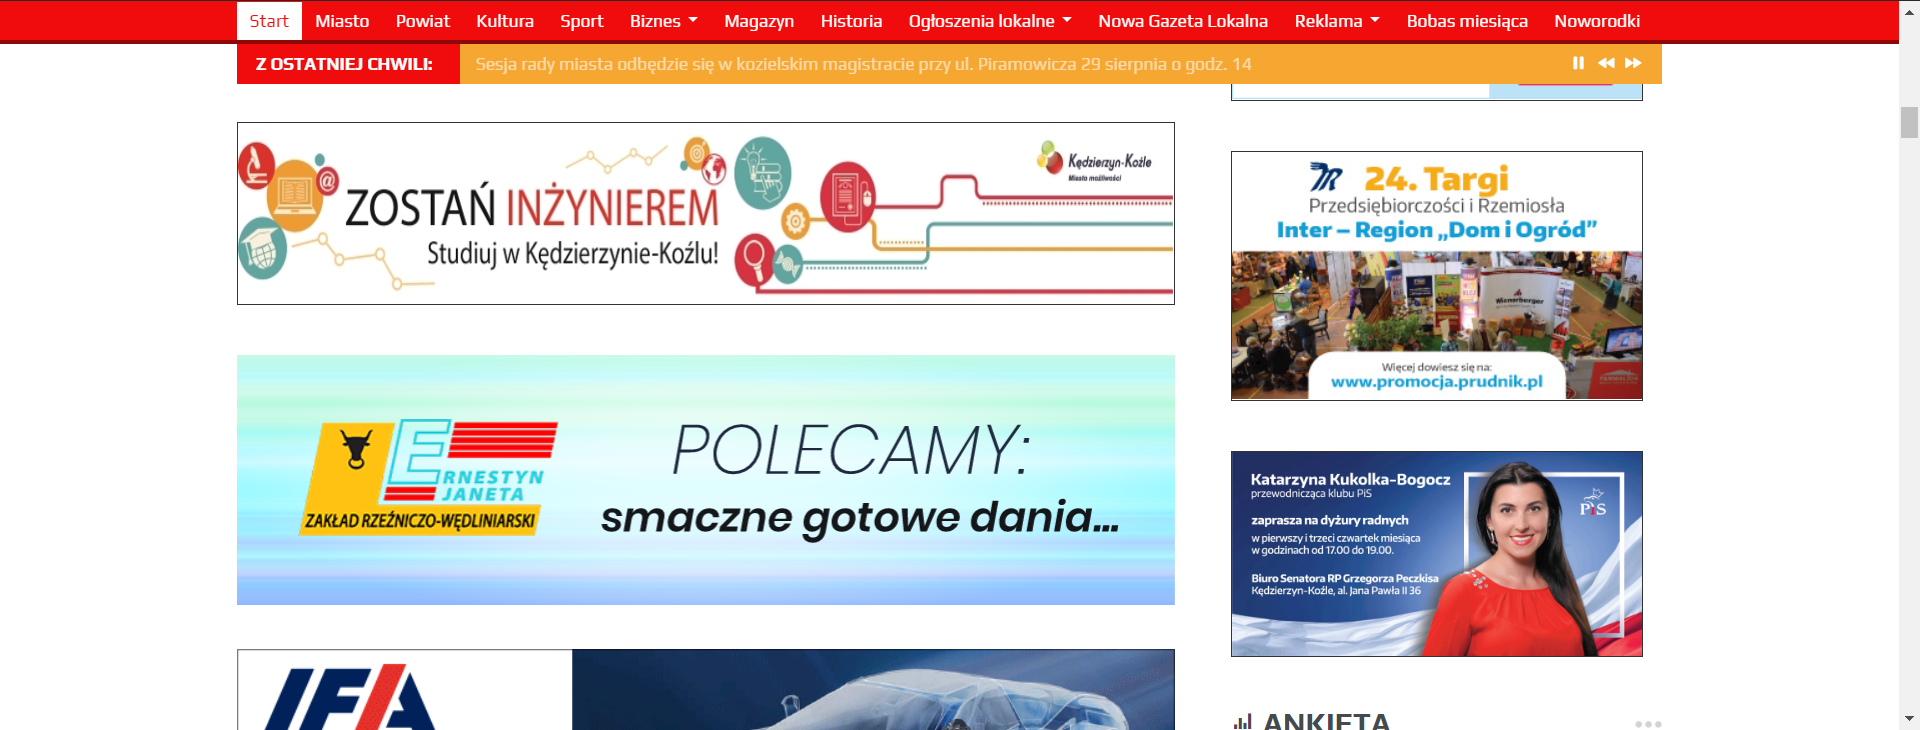 Start Miasto Powiat Kultura Sport Biznes Magazyn Historia Ogłoszenia lokalne Nowa Gazeta Lokalna Reklama Bobas miesiąca Noworodki
Z OSTATNIEJ CHWILI: Sesja rady miasta odbędzie się w kozielskim magistracie przy ul. Piramowicza 29 sierpnia o godz. 14
Kędzierzyn-Koźle
Miasto możliwości
ZOSTAŃ INŻYNIEREM
Studiuj w Kędzierzynie-Koźlu!
ERNESTYN
JANETA
ZAKŁAD RZEŹNICZO-WĘDLINIARSKI
POLECAMY:
smaczne gotowe dania...
IFA
24. Targi
Przedsiębiorczości i Rzemiosła
Inter – Region „Dom i Ogród”
Wienerberger
Więcej dowiesz się na:
www.promocja.prudnik.pl
Katarzyna Kukolka-Bogocz
przewodnicząca klubu PiS
PiS
zaprasza na dyżury radnych
w pierwszy i trzeci czwartek miesiąca
w godzinach od 17.00 do 19.00.
Biuro Senatora RP Grzegorza Peczkisa
Kędzierzyn-Koźle, al. Jana Pawła II 36
ANKIETA